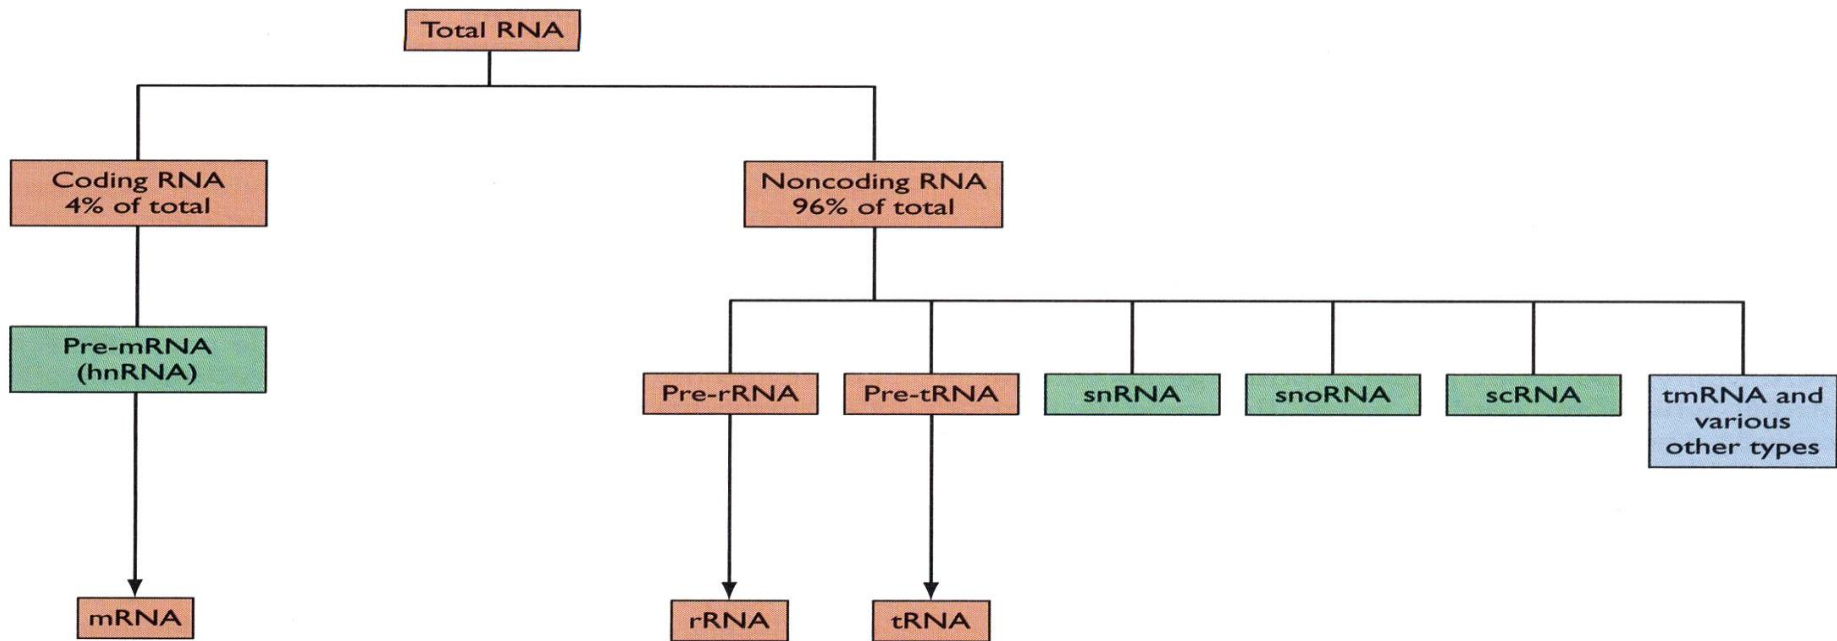 Total RNA
Coding RNA
4% of total
Noncoding RNA
96% of total
Pre-mRNA
(hnRNA)
Pre-rRNA
Pre-tRNA
snRNA
snoRNA
scRNA
tmRNA and
various
other types
mRNA
rRNA
tRNA